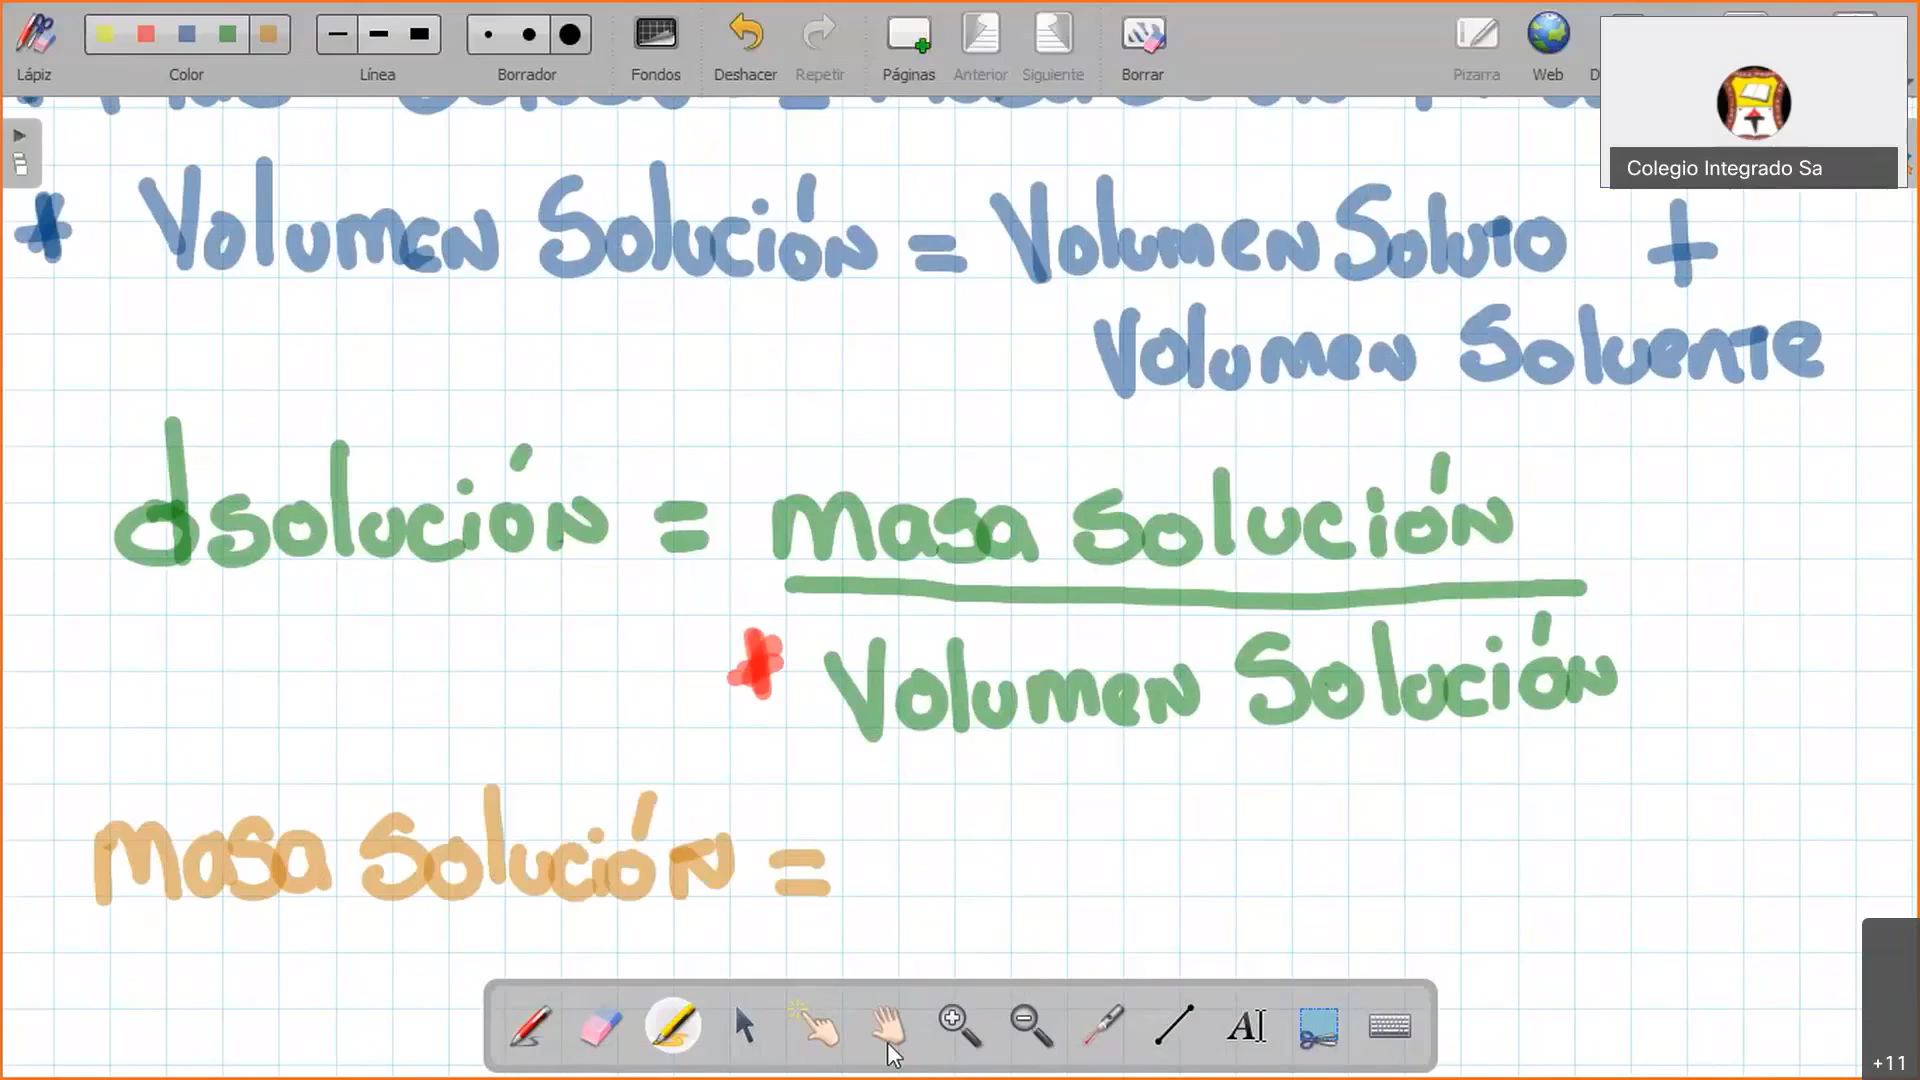 Lápiz Color Línea Borrador Fondos Deshacer Repetir Páginas Anterior Siguiente Borrar Pizarra Web
Colegio Integrado Sa
* Volumen Solución = Volumen Soluto +
Volumen Solvente
dsolución = masa solución
* Volumen Solución
masa solución =
+11